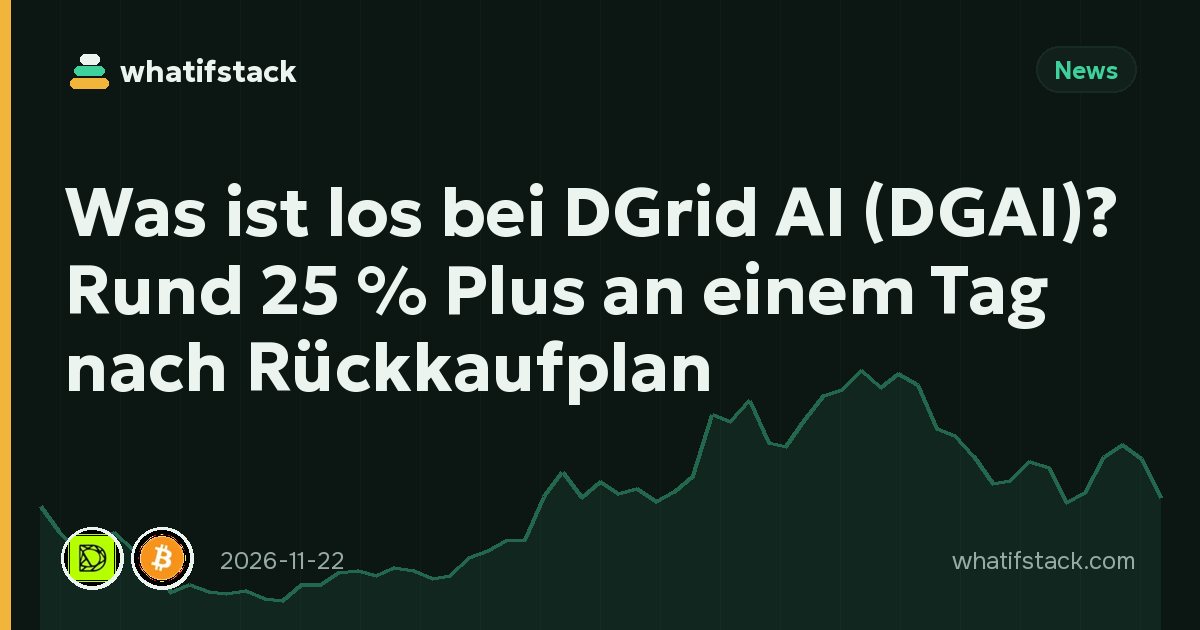 whatifstack
News
Was ist los bei DGrid AI (DGAI)?
Rund 25 % Plus an einem Tag
nach Rückkaufplan
2026-11-22
whatifstack.com